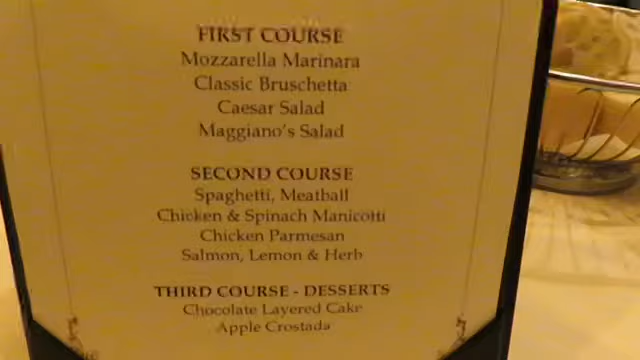 FIRST COURSE
Mozzarella Marinara
Classic Bruschetta
Caesar Salad
Maggiano's Salad
SECOND COURSE
Spaghetti, Meatball
Chicken & Spinach Manicotti
Chicken Parmesan
Salmon, Lemon & Herb
THIRD COURSE - DESSERTS
Chocolate Layered Cake
Apple Crostada